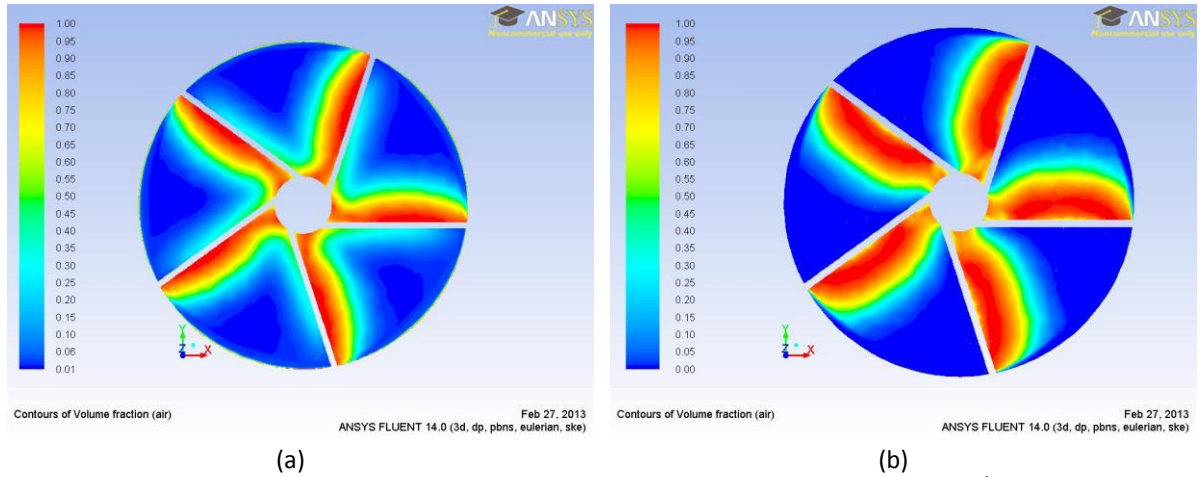 1.00
0.95
0.90
0.85
0.80
0.75
0.70
0.65
0.60
0.55
0.50
0.45
0.40
0.35
0.30
0.25
0.20
0.15
0.10
0.06
0.01
ANSYS
Noncommercial use only
Y
Z X
Contours of Volume fraction (air)
Feb 27, 2013
ANSYS FLUENT 14.0 (3d, dp, pbns, eulerian, ske)
(a)
1.00
0.95
0.90
0.85
0.80
0.75
0.70
0.65
0.60
0.55
0.50
0.45
0.40
0.35
0.30
0.25
0.20
0.15
0.10
0.05
0.00
ANSYS
Noncommercial use only
Y
Z X
Contours of Volume fraction (air)
Feb 27, 2013
ANSYS FLUENT 14.0 (3d, dp, pbns, eulerian, ske)
(b)